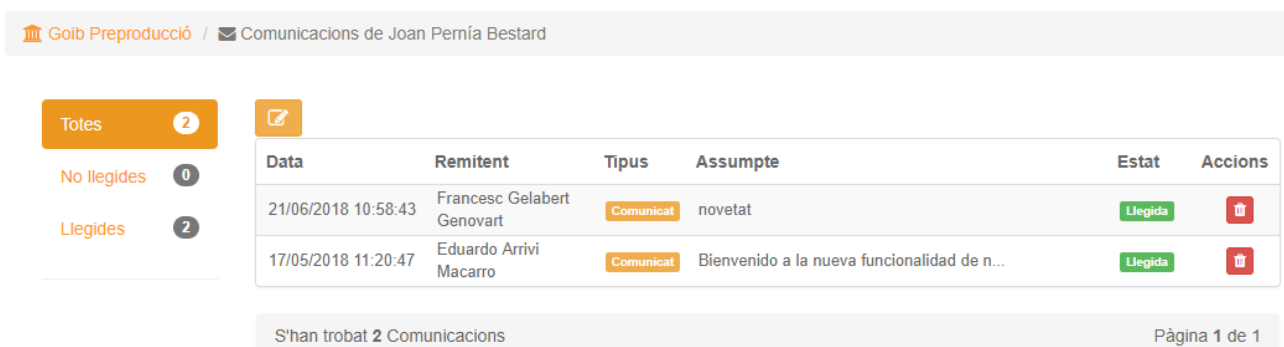 Goib Preproducció / Comunicacions de Joan Pernía Bestard
Totes 2
No llegides 0
Llegides 2
Data Remitent Tipus Assumpte Estat Accions
21/06/2018 10:58:43 Francesc Gelabert Genovart Comunicat novetat Llegida
17/05/2018 11:20:47 Eduardo Arrivi Macarro Comunicat Bienvenido a la nueva funcionalidad de n... Llegida
S'han trobat 2 Comunicacions Pàgina 1 de 1